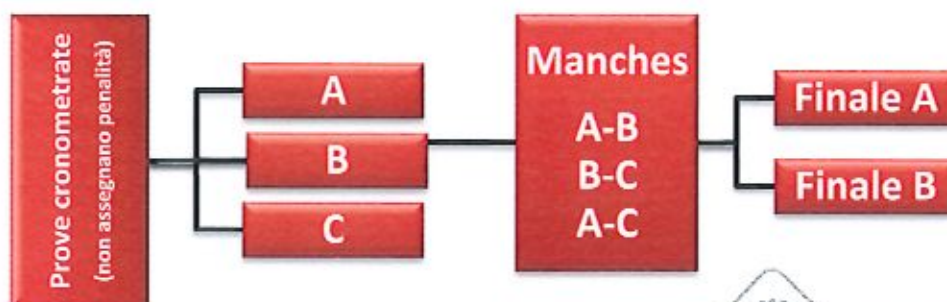 Prove cronometrate
(non assegnano penalità)
A
B
C
Manches
A-B
B-C
A-C
Finale A
Finale B